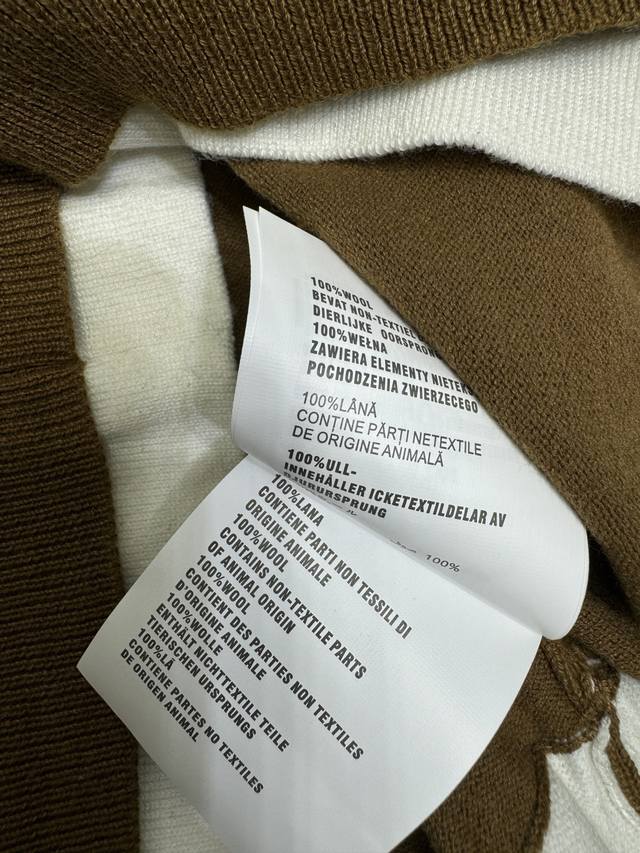 100%WOOL
BEVAT NON-TEXTIEL
DIERLIJKE OORSPRON
100%WEŁNA
ZAWIERA ELEMENTY NIETEKS
POCHODZENIA ZWIERZECEGO
100%LÂNĂ
CONȚINE PĂRȚI NETEXTILE
DE ORIGINE ANIMALĂ
100%ULL-
INNEHÅLLER ICKETEXTILDELAR AV
DJURURSPRUNG
100%
100%LANA
CONTIENE PARTI NON TESSILI DI
ORIGINE ANIMALE
100%WOOL
CONTAINS NON-TEXTILE PARTS
OF ANIMAL ORIGIN
100%WOOL
CONTIENT DES PARTIES NON TEXTILES
D'ORIGINE ANIMALE
100%WOLLE
ENTHÄLT NICHTTEXTILE TEILE
TIERISCHEN URSPRUNGS
100%LÃ
CONTIENE PARTES NO TEXTILES
DE ORIGEN ANIMAL